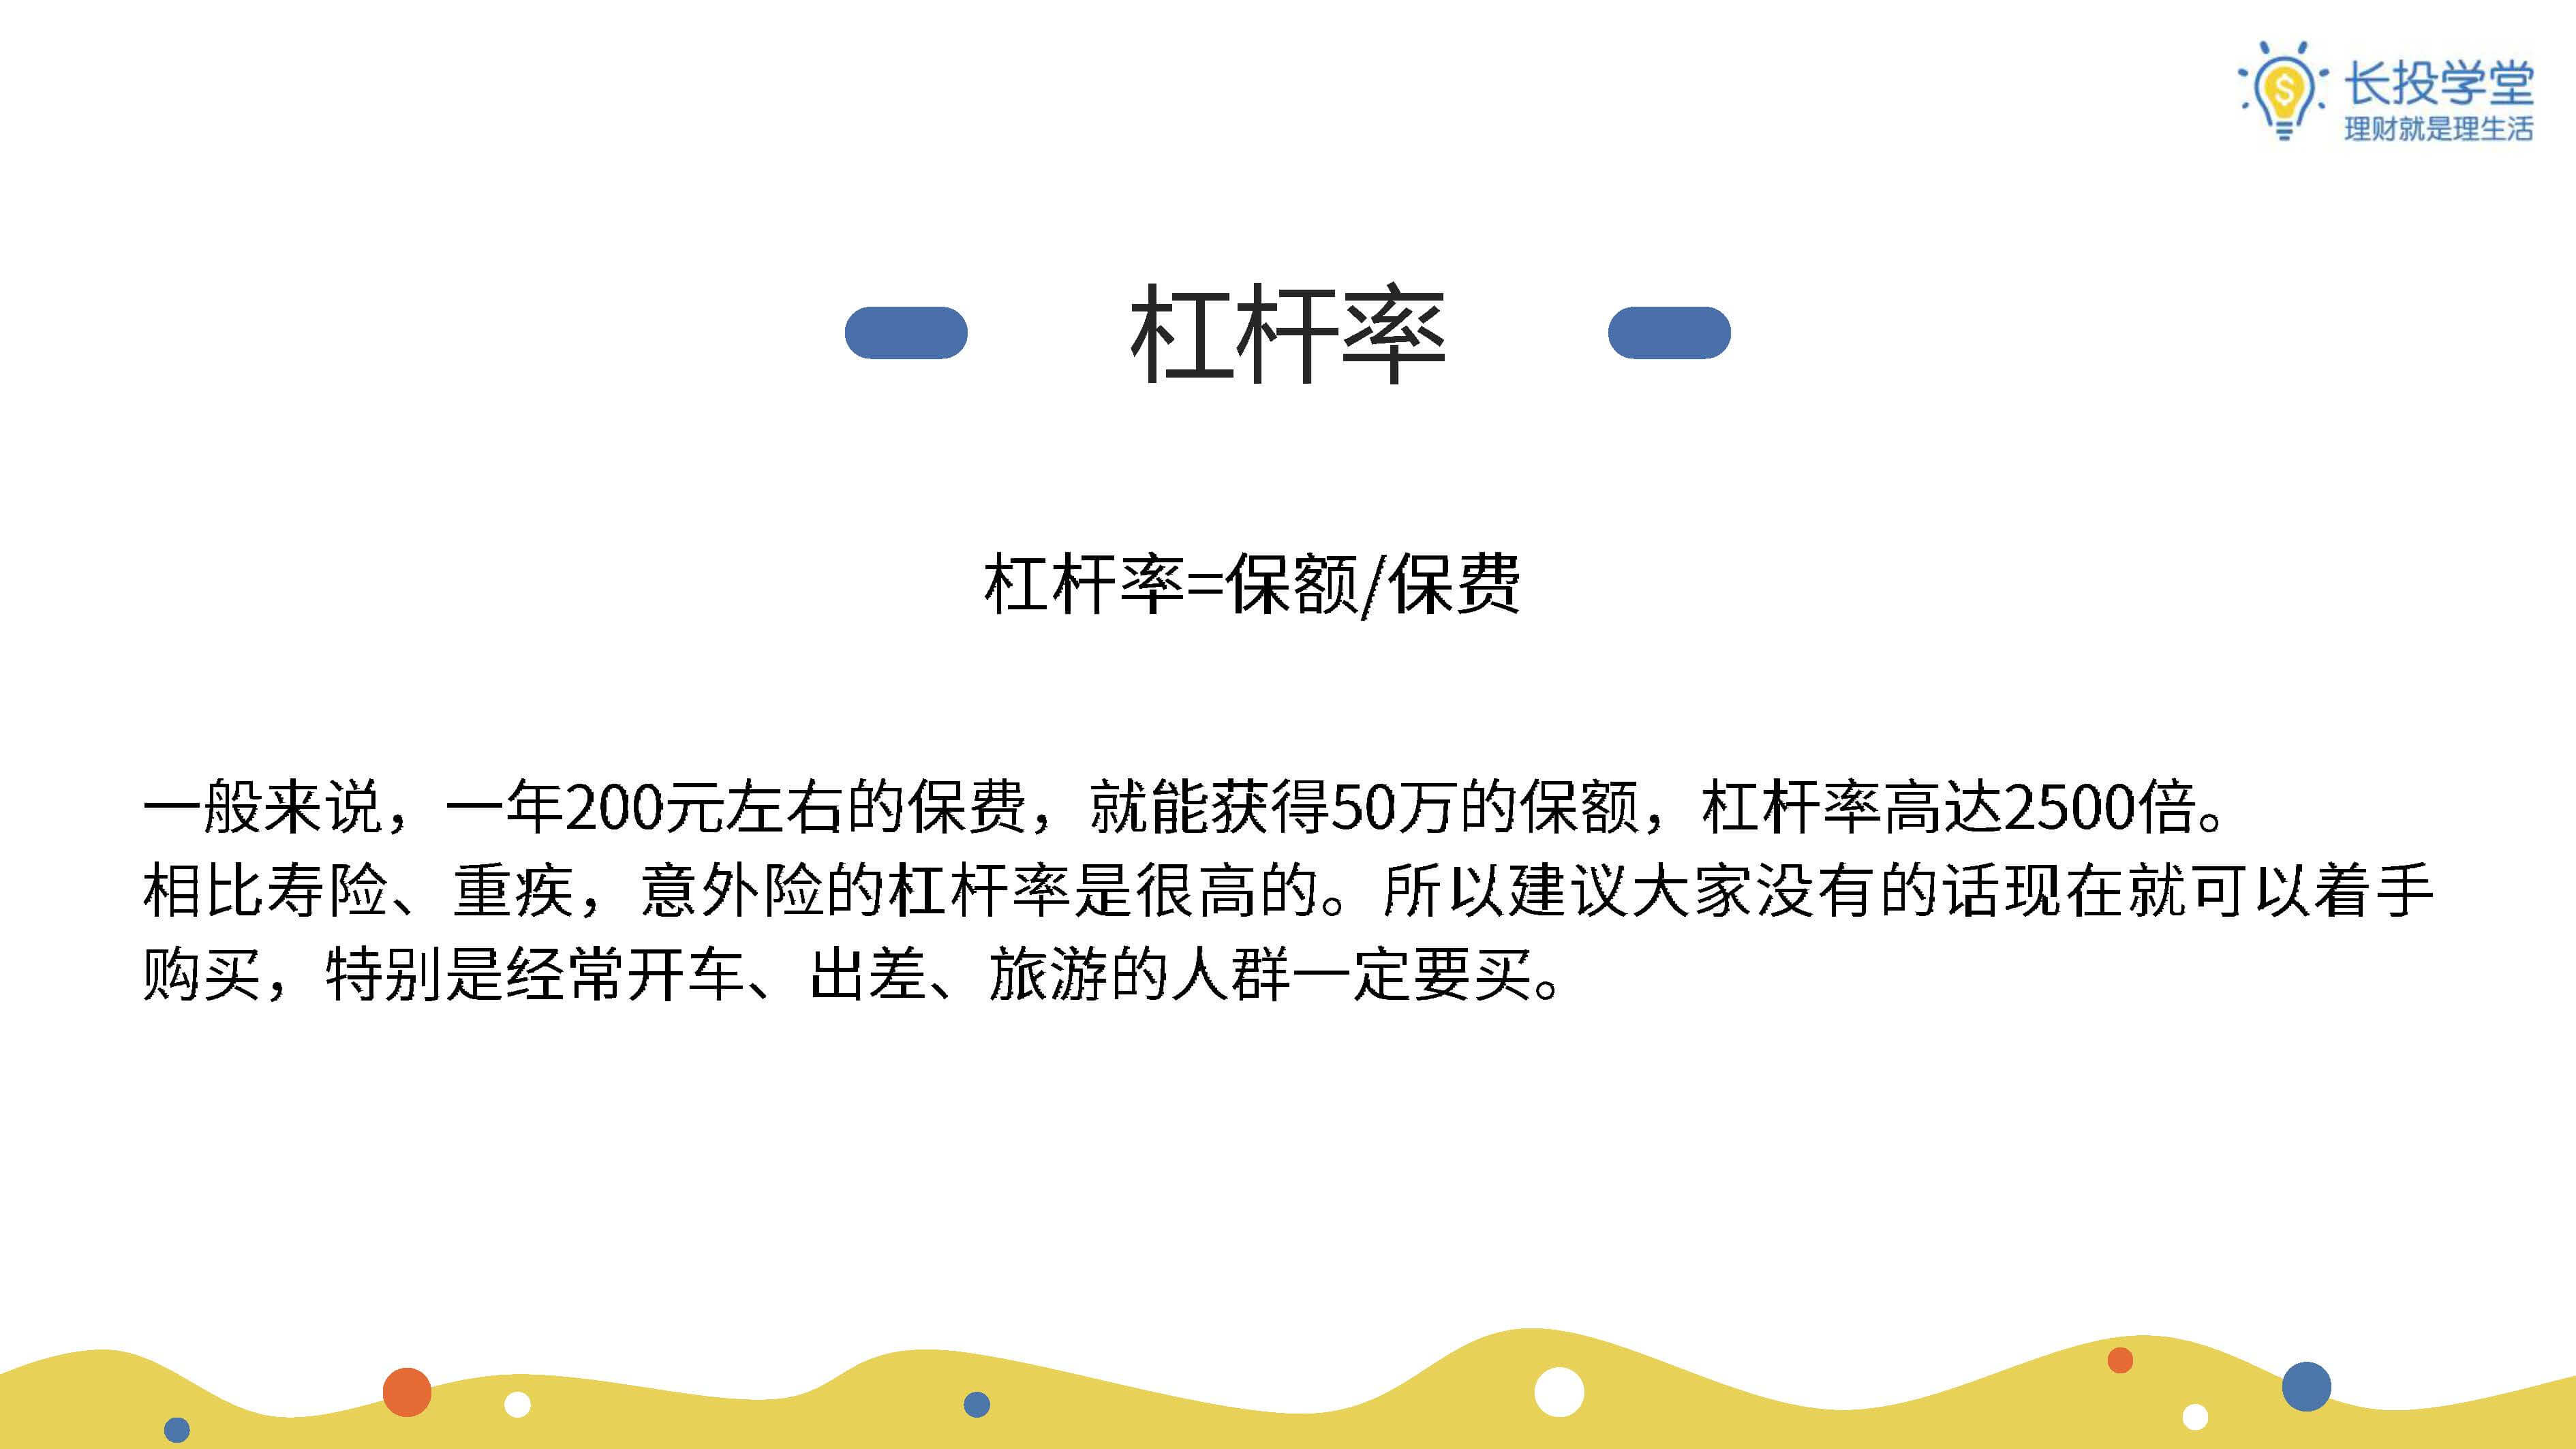 长投学堂
理财就是理生活
杠杆率
杠杆率=保额/保费
一般来说，一年200元左右的保费，就能获得50万的保额，杠杆率高达2500倍。
相比寿险、重疾，意外险的杠杆率是很高的。所以建议大家没有的话现在就可以着手
购买，特别是经常开车、出差、旅游的人群一定要买。